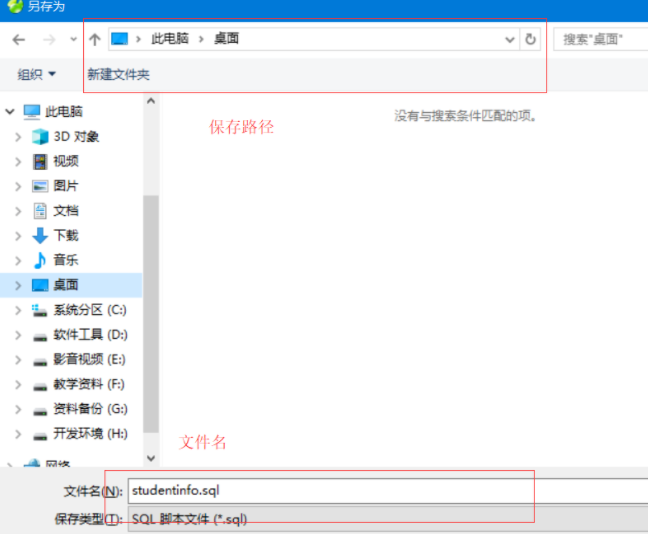 另存为
此电脑 › 桌面
搜索"桌面"
组织
新建文件夹
此电脑
保存路径
没有与搜索条件匹配的项。
3D 对象
视频
图片
文档
下载
音乐
桌面
系统分区 (C:)
软件工具 (D:)
影音视频 (E:)
教学资料 (F:)
资料备份 (G:)
开发环境 (H:)
文件名
网络
文件名(N): studentinfo.sql
保存类型(T): SQL 脚本文件 (*.sql)